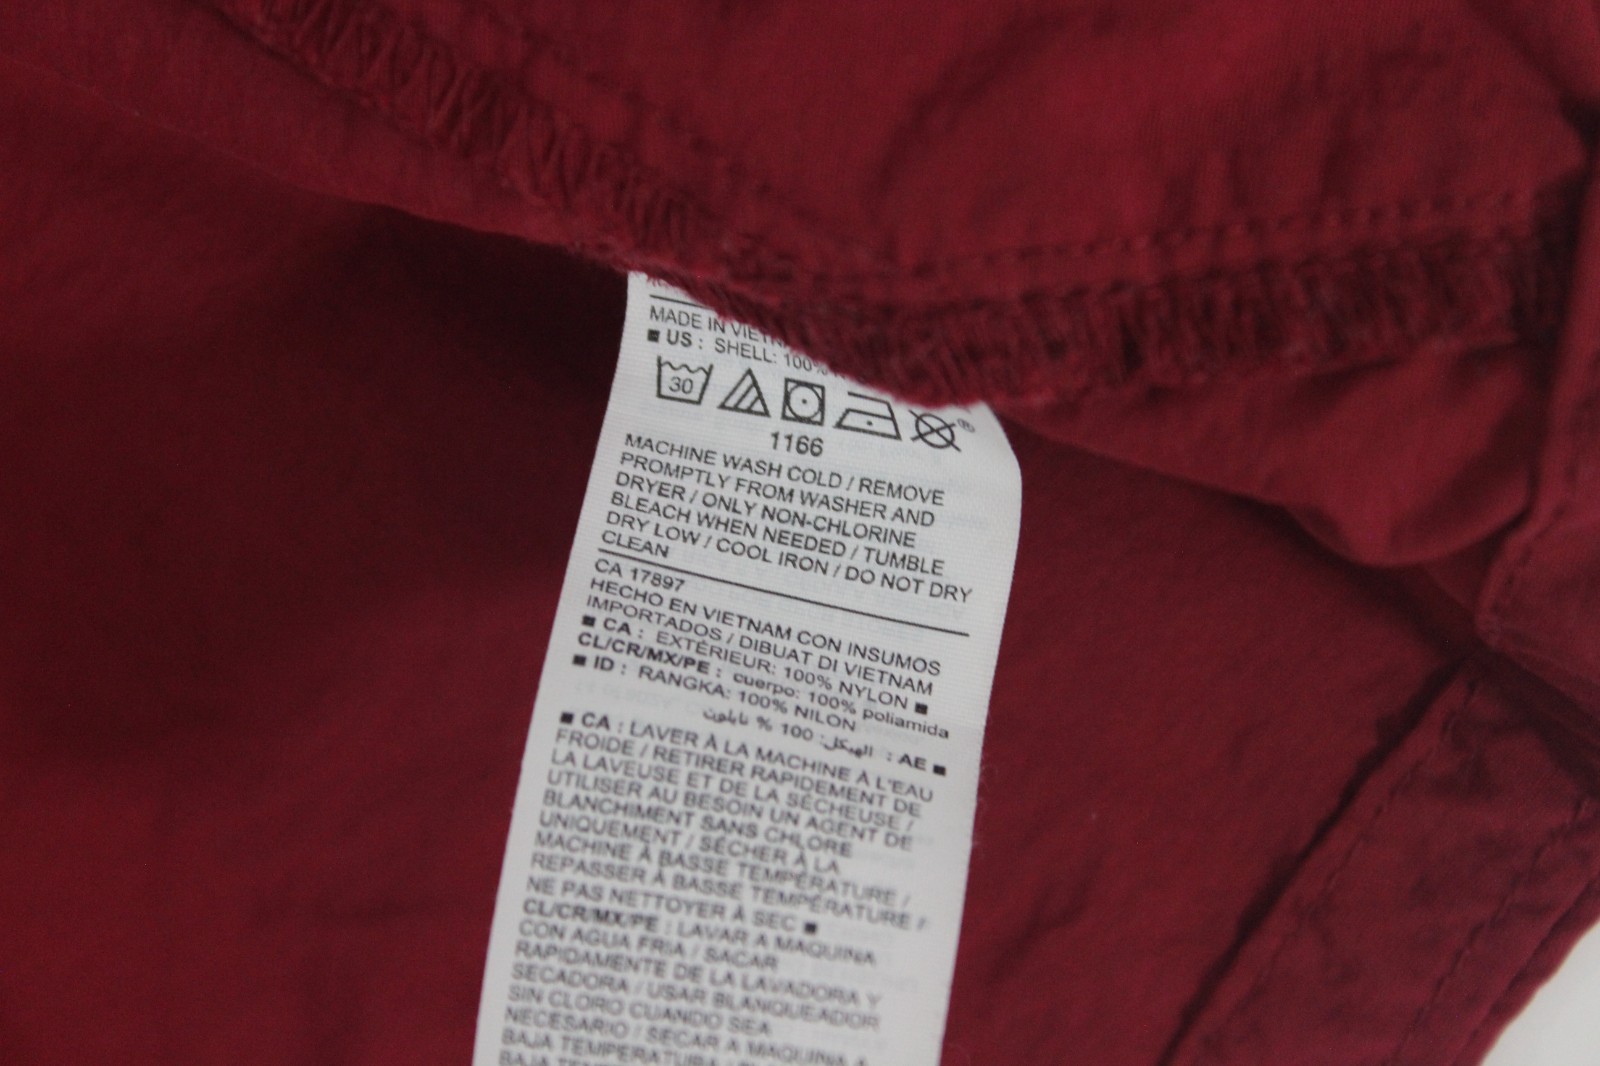 MADE IN
■ US : SHELL: 100%
30
®
1166
MACHINE WASH COLD / REMOVE
PROMPTLY FROM WASHER AND
DRYER / ONLY NON-CHLORINE
BLEACH WHEN NEEDED / TUMBLE
DRY LOW / COOL IRON / DO NOT DRY
CLEAN
CA 17897
HECHO EN VIETNAM CON INSUMOS
IMPORTADOS / DIBUAT DI VIETNAM
■ CA : EXTÉRIEUR: 100% NYLON ■
CL/CR/MX/PE : cuerpo: 100% poliamida
■ ID : RANGKA: 100% NILON
■ AE : الهيكل: 100 % نايلون
■ CA : LAVER À LA MACHINE À L'EAU
FROIDE / RETIRER RAPIDEMENT DE
LA LAVEUSE ET DE LA SÉCHEUSE /
UTILISER AU BESOIN UN AGENT DE
BLANCHIMENT SANS CHLORE
UNIQUEMENT / SÉCHER À LA
MACHINE À BASSE TEMPÉRATURE /
REPASSER À BASSE TEMPÉRATURE /
NE PAS NETTOYER À SEC ■
CL/CR/MX/PE : LAVAR A MAQUINA
CON AGUA FRIA / SACAR
RAPIDAMENTE DE LA LAVADORA Y
SECADORA / USAR BLANQUEADOR
SIN CLORO CUANDO SEA
NECESARIO / SECAR A MAQUINA A
BAJA TEMPERATURA /